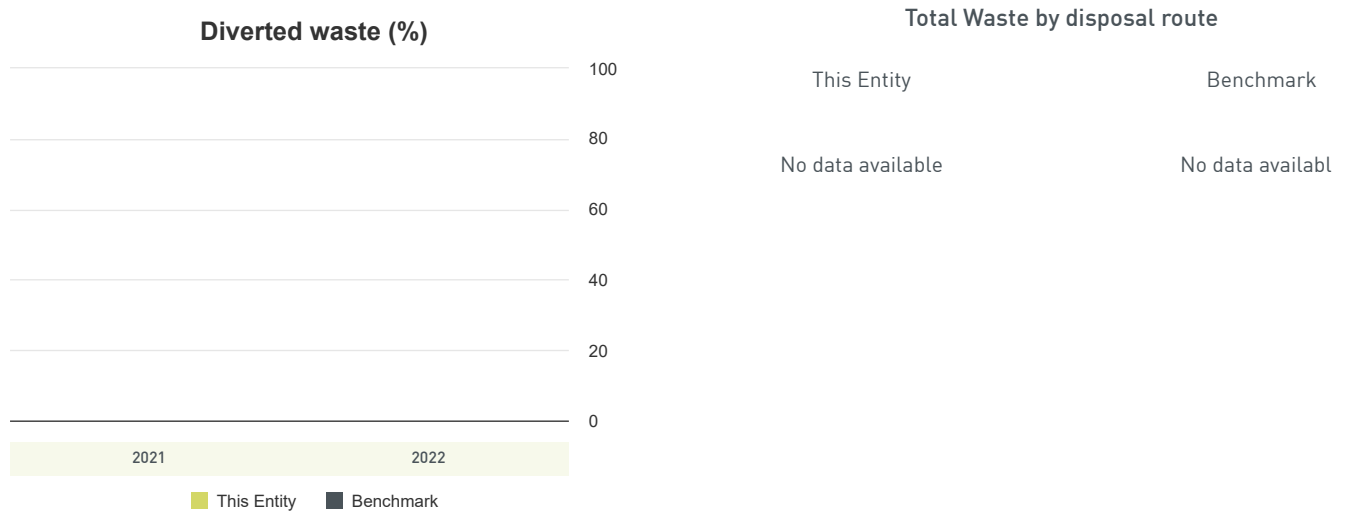 Diverted waste (%)
100
80
60
40
20
0
2021 2022
This Entity Benchmark
Total Waste by disposal route
This Entity Benchmark
No data available No data availabl